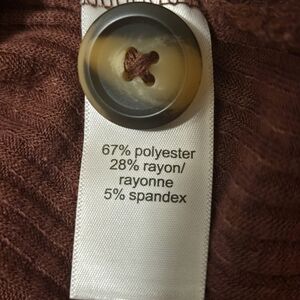 67% polyester
28% rayon/
rayonne
5% spandex